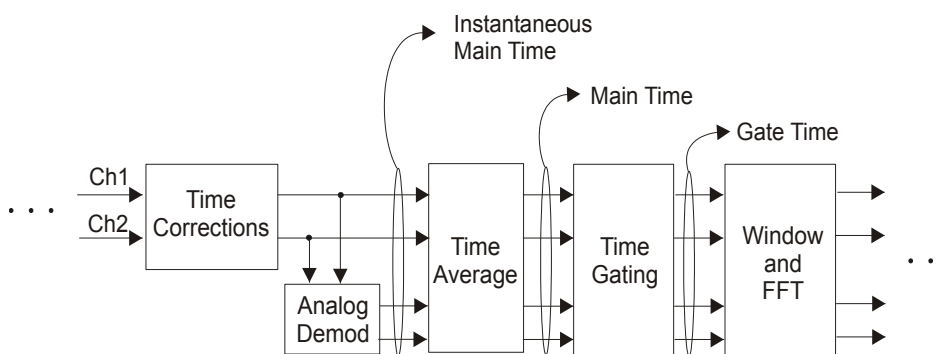 Instantaneous
Main Time
Main Time
Gate Time
Ch1
Ch2
Time
Corrections
Analog
Demod
Time
Average
Time
Gating
Window
and
FFT
. . .
. .